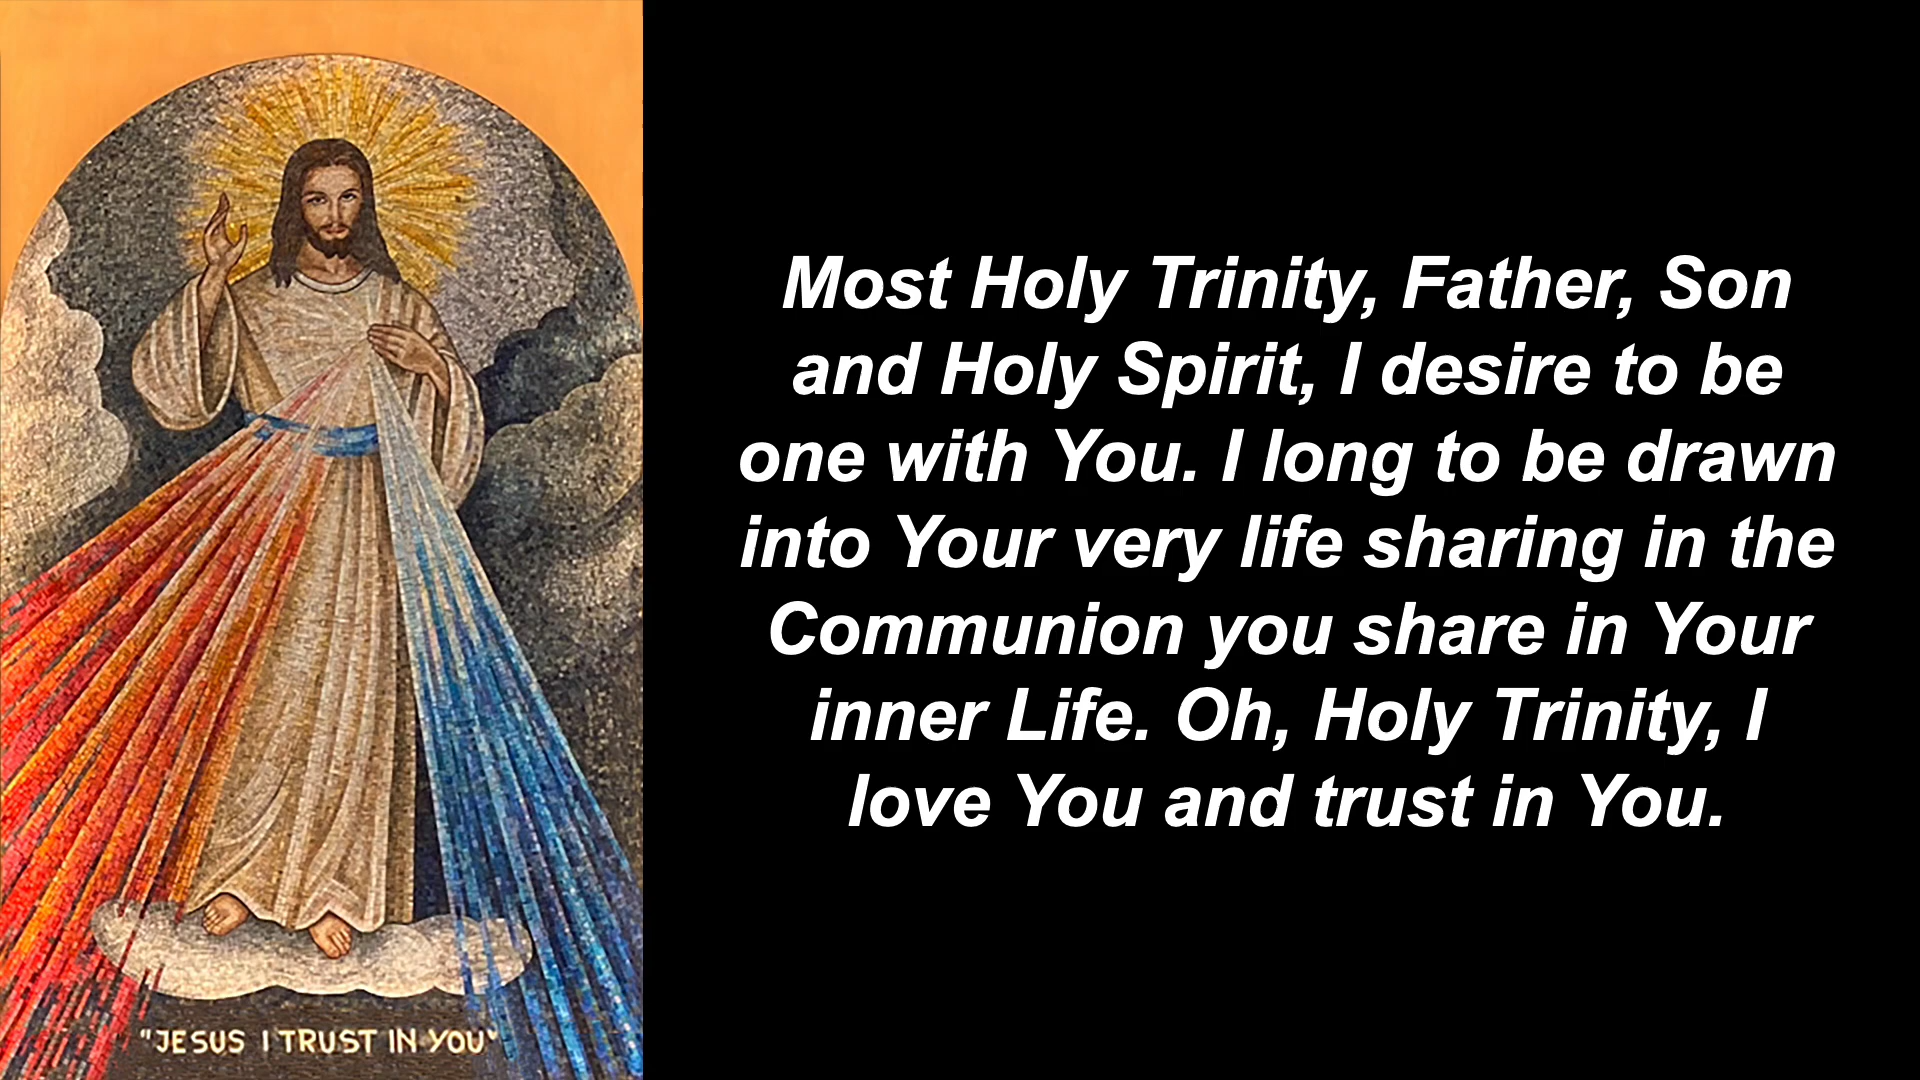 Most Holy Trinity, Father, Son
and Holy Spirit, I desire to be
one with You. I long to be drawn
into Your very life sharing in the
Communion you share in Your
inner Life. Oh, Holy Trinity, I
love You and trust in You.
"JESUS I TRUST IN YOU"